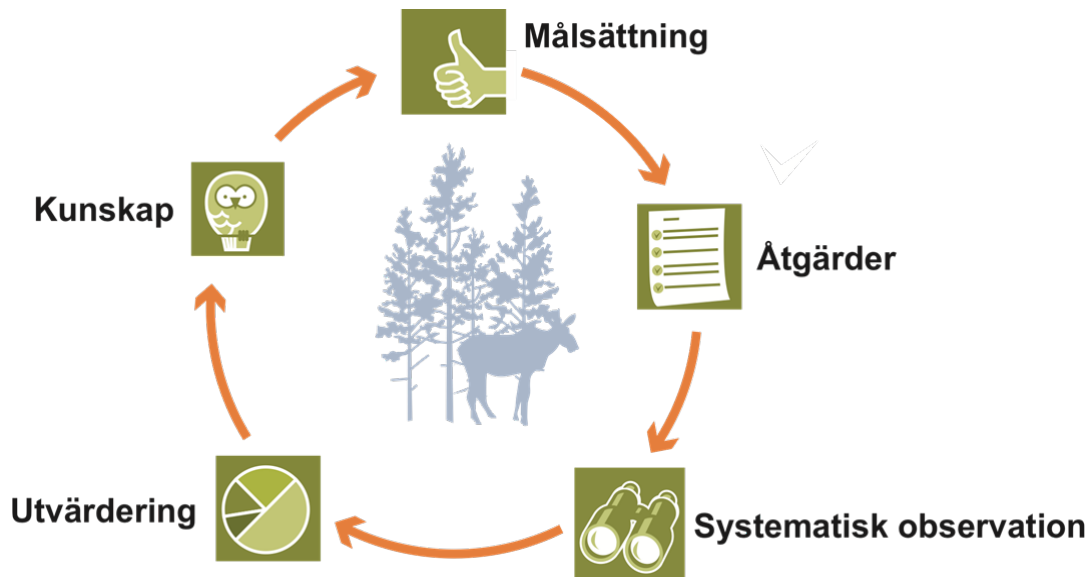 Målsättning
Åtgärder
Systematisk observation
Utvärdering
Kunskap